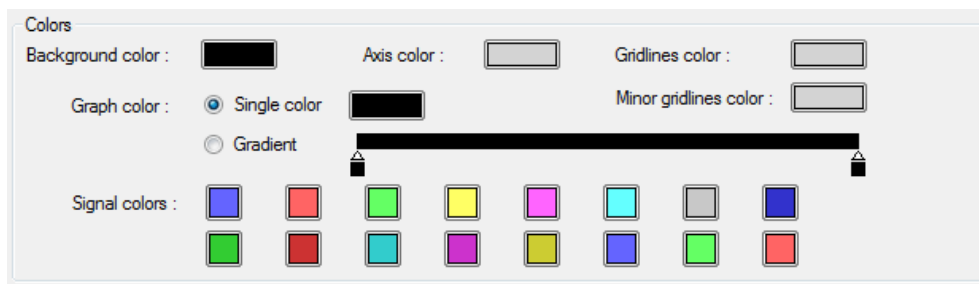 Colors
Background color : Axis color : Gridlines color :
Graph color : Single color Minor gridlines color :
Gradient
Signal colors :